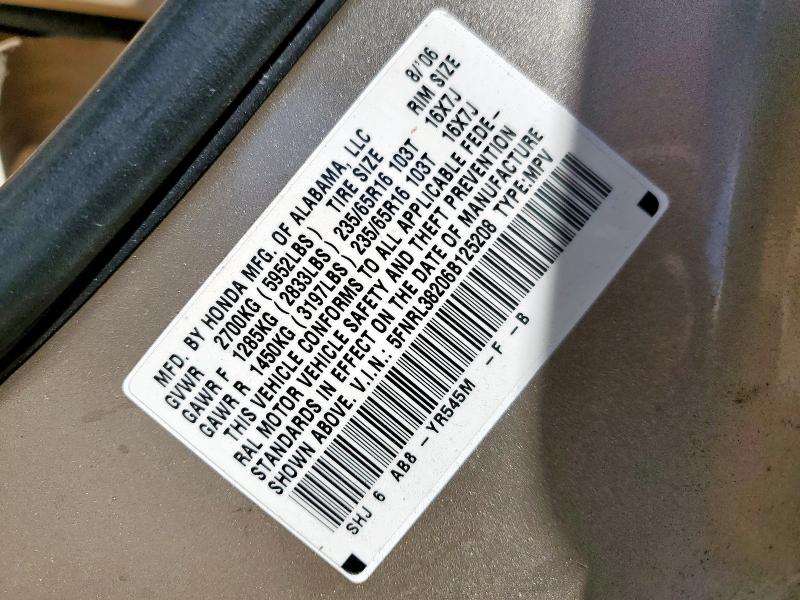 MFD. BY HONDA MFG. OF ALABAMA, LLC 8/'06
GVWR 2700KG (5952LBS) TIRE SIZE RIM SIZE
GAWR F 1285KG (2833LBS) 235/65R16 103T 16X7J
GAWR R 1450KG (3197LBS) 235/65R16 103T 16X7J
THIS VEHICLE CONFORMS TO ALL APPLICABLE FEDE-
RAL MOTOR VEHICLE SAFETY AND THEFT PREVENTION
STANDARDS IN EFFECT ON THE DATE OF MANUFACTURE
SHOWN ABOVE. V.I.N.: 5FNRL38206B125208 TYPE:MPV
SHJ 6 AB8 - YR545M - F - B